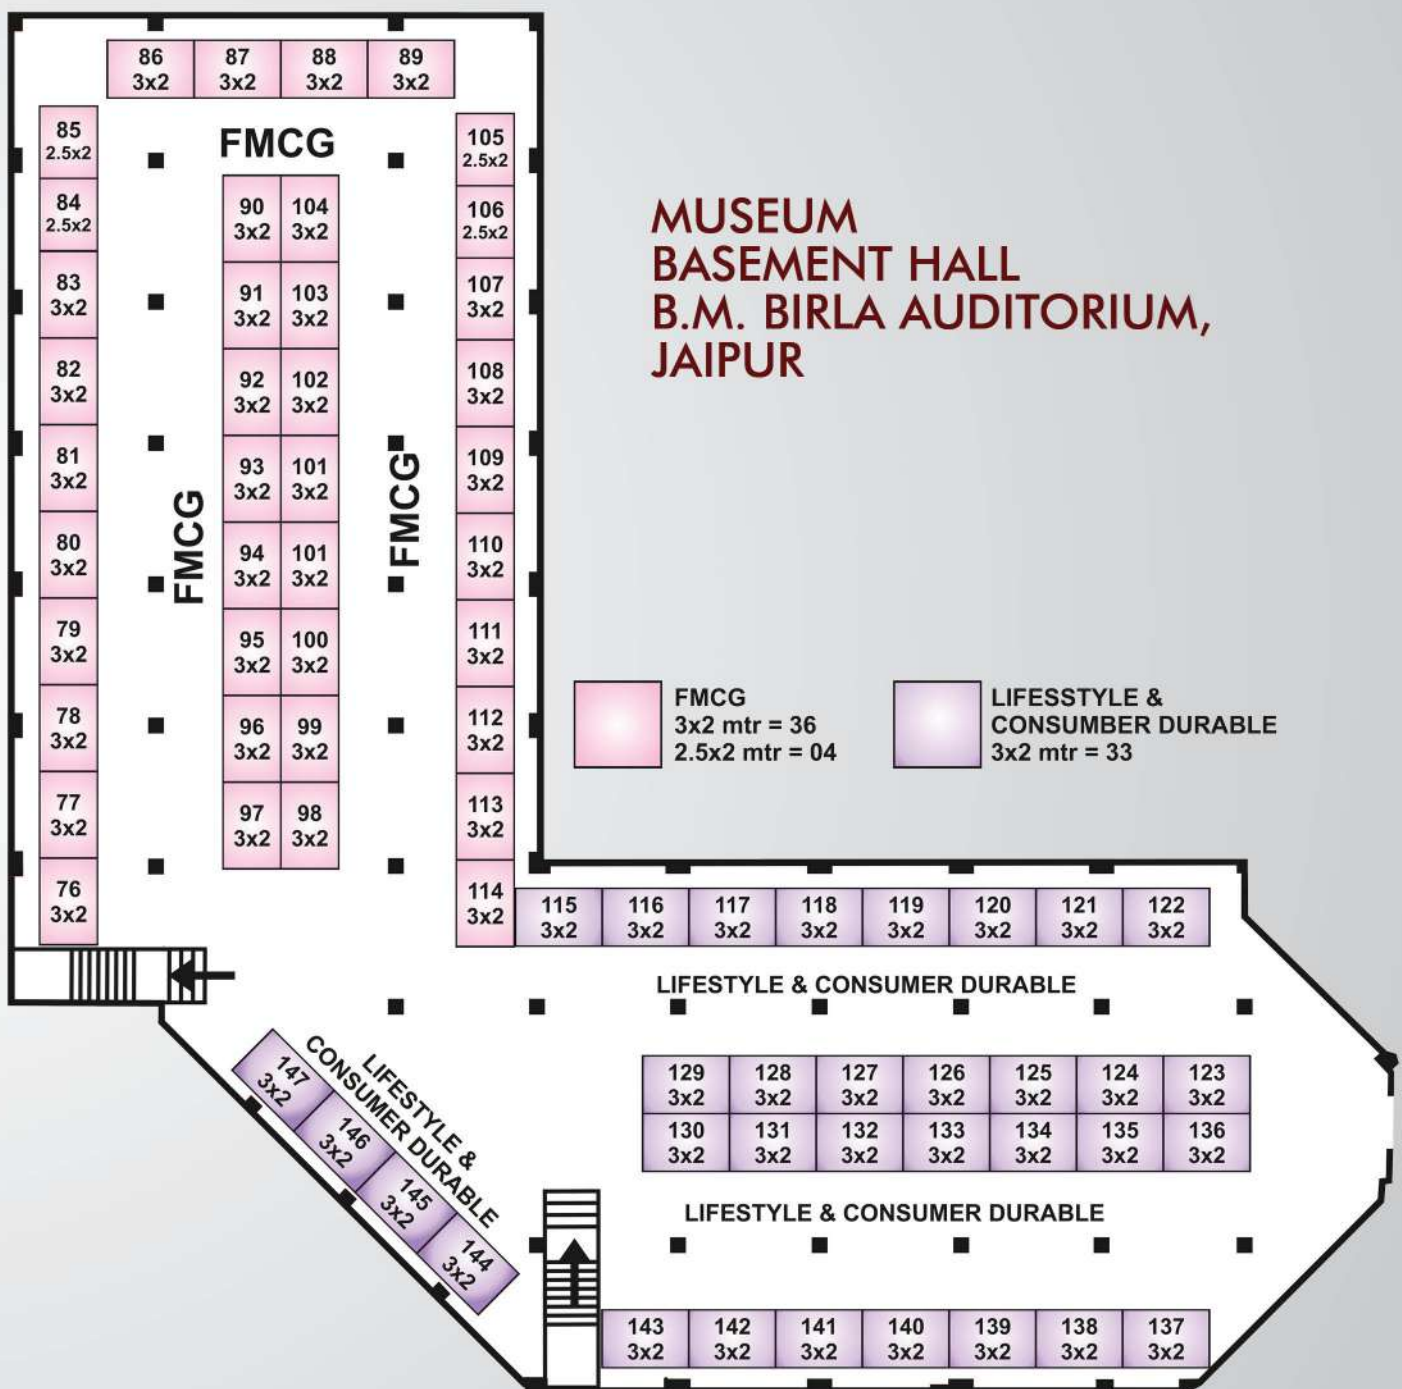 86
3x2
87
3x2
88
3x2
89
3x2
85
2.5x2
84
2.5x2
83
3x2
82
3x2
81
3x2
80
3x2
79
3x2
78
3x2
77
3x2
76
3x2
FMCG
FMCG
90
3x2
104
3x2
91
3x2
103
3x2
92
3x2
102
3x2
93
3x2
101
3x2
94
3x2
101
3x2
95
3x2
100
3x2
96
3x2
99
3x2
97
3x2
98
3x2
FMCG
105
2.5x2
106
2.5x2
107
3x2
108
3x2
109
3x2
110
3x2
111
3x2
112
3x2
113
3x2
114
3x2
MUSEUM
BASEMENT HALL
B.M. BIRLA AUDITORIUM,
JAIPUR
FMCG
3x2 mtr = 36
2.5x2 mtr = 04
LIFESSTYLE &
CONSUMBER DURABLE
3x2 mtr = 33
115
3x2
116
3x2
117
3x2
118
3x2
119
3x2
120
3x2
121
3x2
122
3x2
LIFESTYLE & CONSUMER DURABLE
129
3x2
128
3x2
127
3x2
126
3x2
125
3x2
124
3x2
123
3x2
130
3x2
131
3x2
132
3x2
133
3x2
134
3x2
135
3x2
136
3x2
LIFESTYLE & CONSUMER DURABLE
LIFESTYLE &
CONSUMER DURABLE
147
3x2
146
3x2
145
3x2
144
3x2
143
3x2
142
3x2
141
3x2
140
3x2
139
3x2
138
3x2
137
3x2